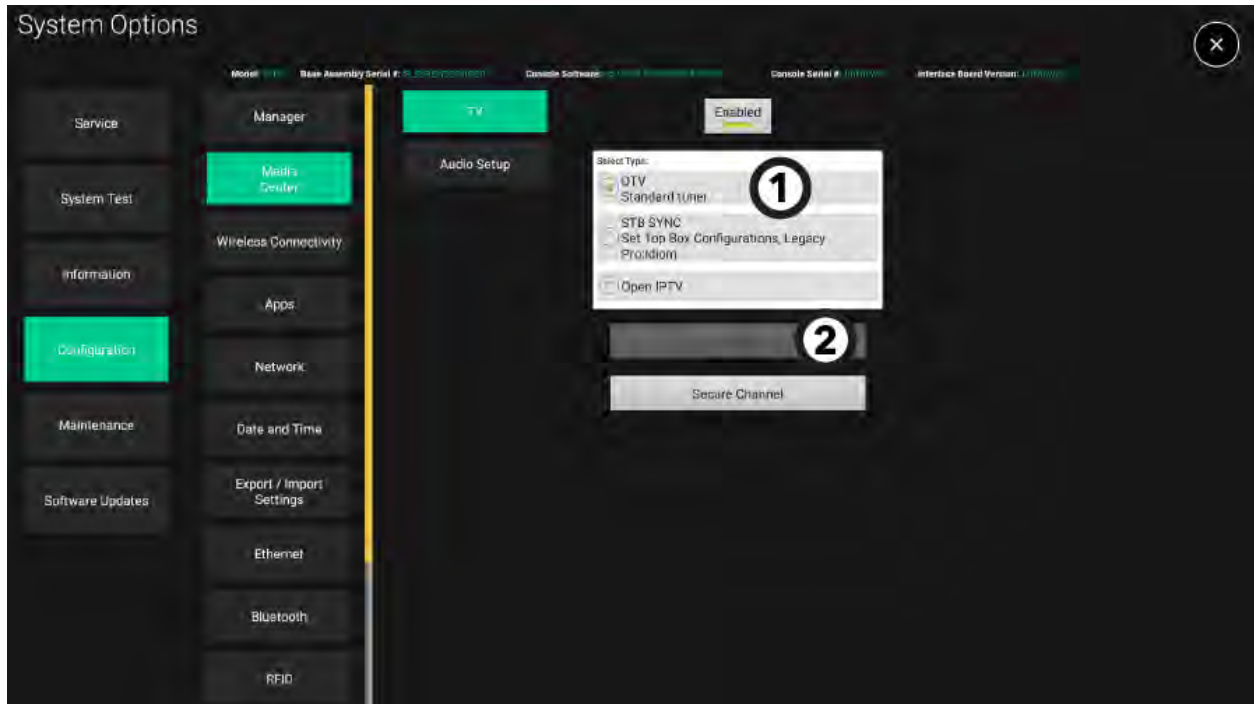 System Options
Model: Base Assembly Serial #: Console Software: Console Serial #: Interface Board Version:
Service
System Test
Information
Configuration
Maintenance
Software Updates
Manager
Media
Center
Wireless Connectivity
Apps
Network
Date and Time
Export / Import
Settings
Ethernet
Bluetooth
RFID
TV
Audio Setup
Enabled
Select Type:
DTV
Standard tuner
1
STB SYNC
Set Top Box Configurations, Legacy
Pro:Idiom
Open IPTV
2
Secure Channel